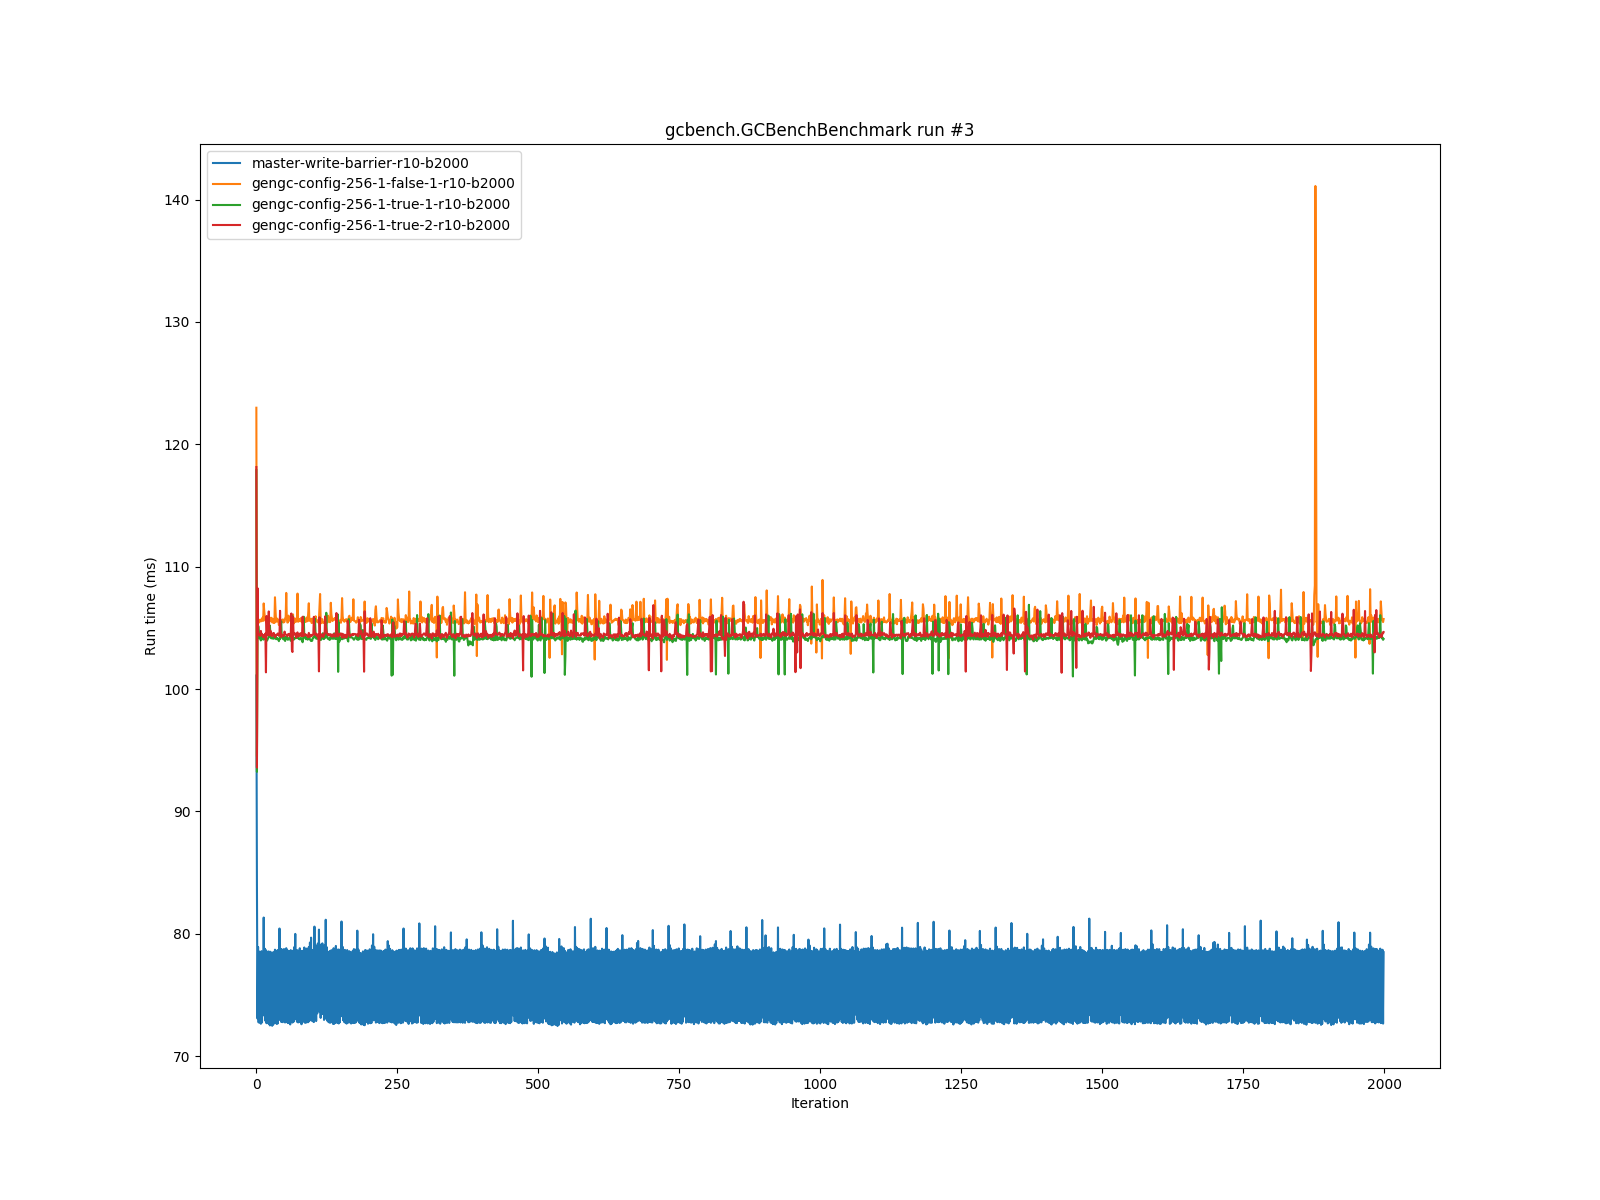 gcbench.GCBenchBenchmark run #3
master-write-barrier-r10-b2000
gengc-config-256-1-false-1-r10-b2000
gengc-config-256-1-true-1-r10-b2000
gengc-config-256-1-true-2-r10-b2000
140
130
120
110
100
90
80
70
Run time (ms)
0 250 500 750 1000 1250 1500 1750 2000
Iteration